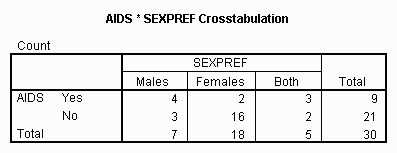 AIDS * SEXPREF Crosstabulation
Count
SEXPREF
Males Females Both Total
AIDS Yes 4 2 3 9
No 3 16 2 21
Total 7 18 5 30